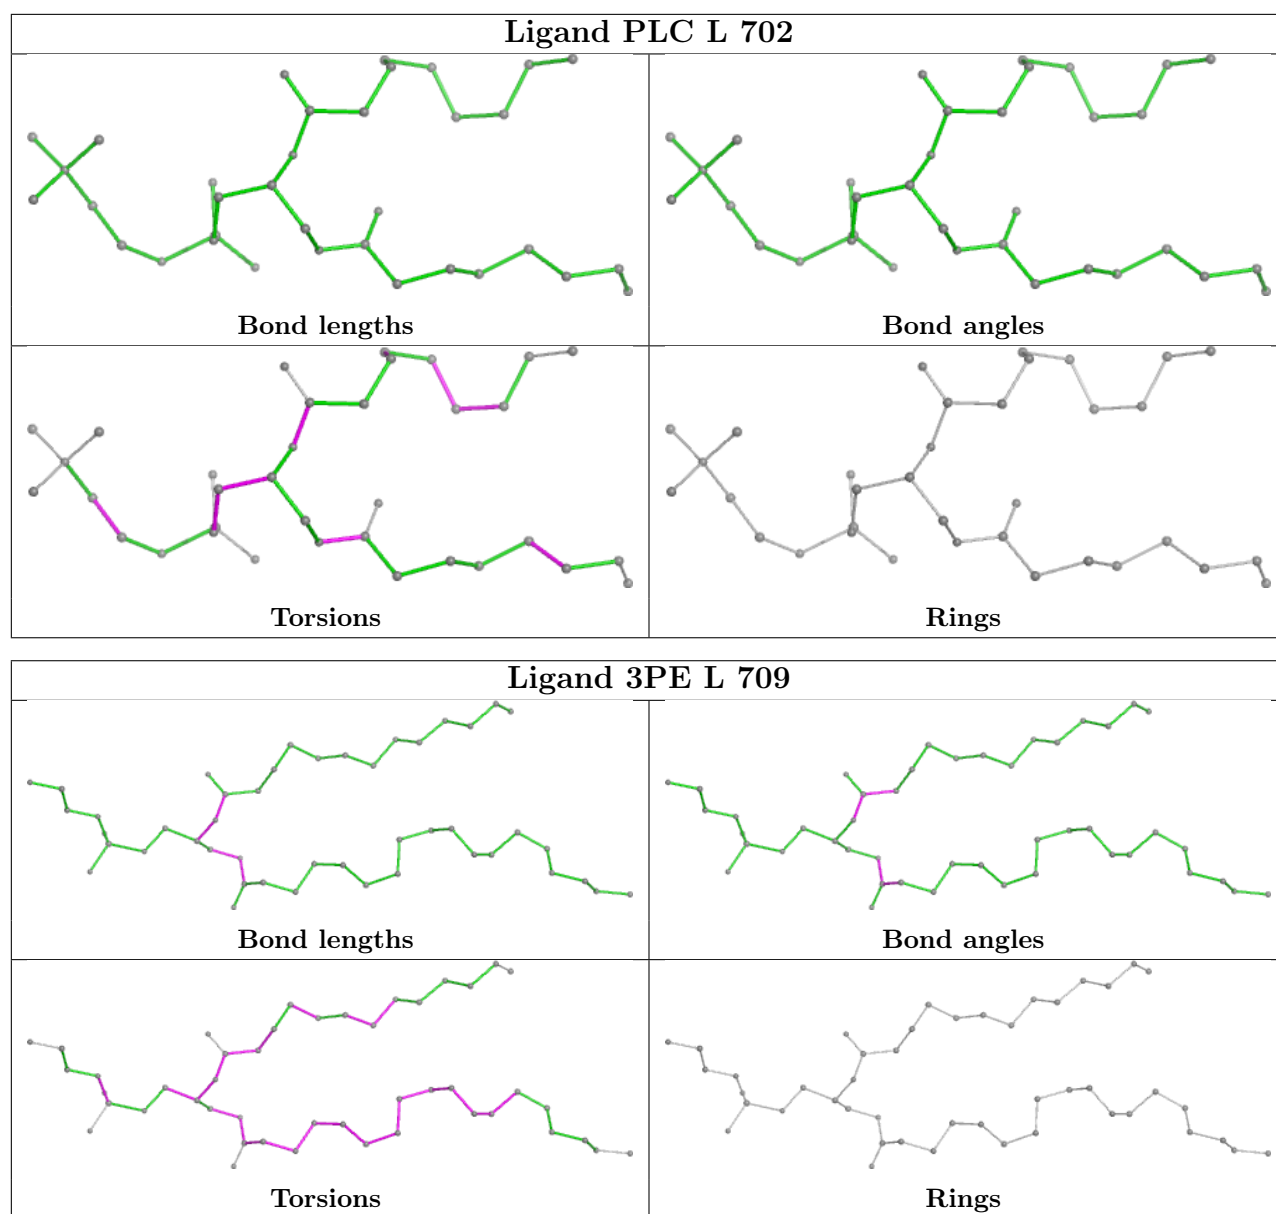 Ligand PLC L 702
Bond lengths
Bond angles
Torsions
Rings
Ligand 3PE L 709
Bond lengths
Bond angles
Torsions
Rings